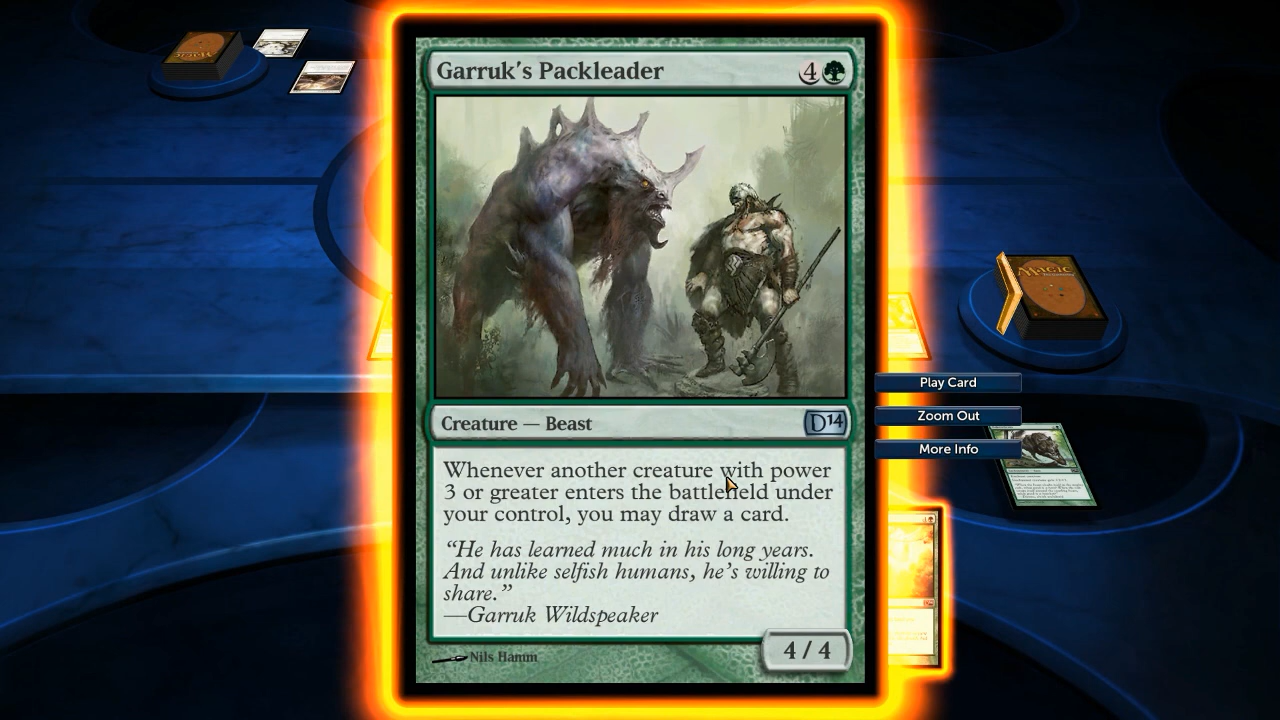 Garruk's Packleader 4
Creature — Beast
D14
Whenever another creature with power
3 or greater enters the battlefield under
your control, you may draw a card.
“He has learned much in his long years.
And unlike selfish humans, he's willing to
share.”
—Garruk Wildspeaker
4 / 4
Nils Hamm
Play Card
Zoom Out
More Info
Magic